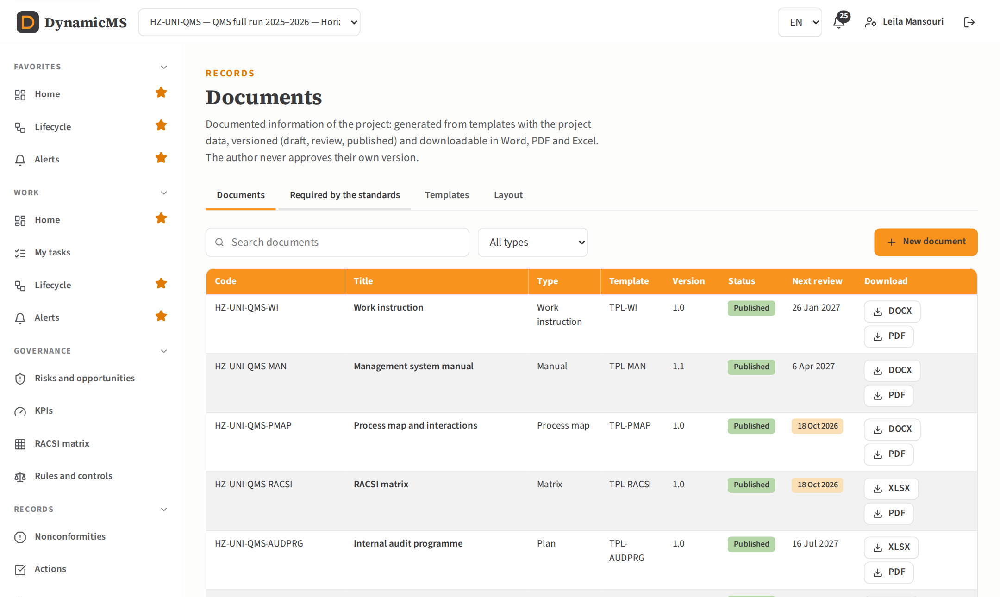 DynamicMS
HZ-UNI-QMS — QMS full run 2025–2026 — Horiz
EN
25
Leila Mansouri
FAVORITES
Home
Lifecycle
Alerts
WORK
Home
My tasks
Lifecycle
Alerts
GOVERNANCE
Risks and opportunities
KPIs
RACSI matrix
Rules and controls
RECORDS
Nonconformities
Actions
RECORDS
Documents
Documented information of the project: generated from templates with the project
data, versioned (draft, review, published) and downloadable in Word, PDF and Excel.
The author never approves their own version.
Documents Required by the standards Templates Layout
Search documents
All types
New document
Code Title Type Template Version Status Next review Download
HZ-UNI-QMS-WI Work instruction Work TPL-WI 1.0 Published 26 Jan 2027 DOCX
instruction
PDF
HZ-UNI-QMS-MAN Management system manual Manual TPL-MAN 1.1 Published 6 Apr 2027 DOCX
PDF
HZ-UNI-QMS-PMAP Process map and interactions Process map TPL-PMAP 1.0 Published 18 Oct 2026 DOCX
PDF
HZ-UNI-QMS-RACSI RACSI matrix Matrix TPL-RACSI 1.0 Published 18 Oct 2026 XLSX
PDF
HZ-UNI-QMS-AUDPRG Internal audit programme Plan TPL- 1.0 Published 16 Jul 2027 XLSX
AUDPRG
PDF